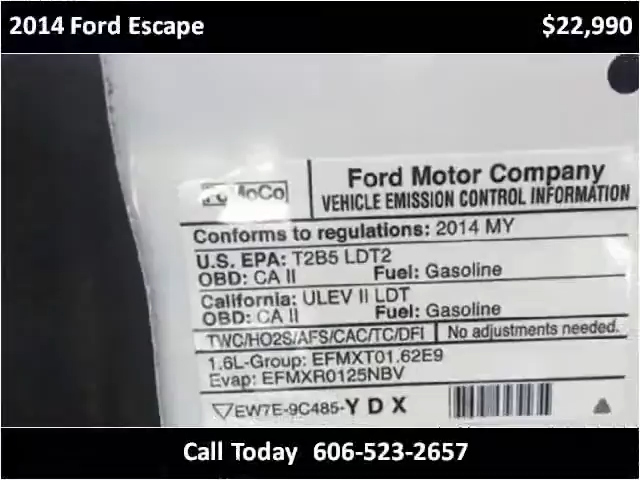 2014 Ford Escape $22,990
FoMoCo
Ford Motor Company
VEHICLE EMISSION CONTROL INFORMATION
Conforms to regulations: 2014 MY
U.S. EPA: T2B5 LDT2
OBD: CA II Fuel: Gasoline
California: ULEV II LDT
OBD: CA II Fuel: Gasoline
TWC/HO2S/AFS/CAC/TC/DFI No adjustments needed.
1.6L-Group: EFMXT01.62E9
Evap: EFMXR0125NBV
EW7E-9C485-Y D X
Call Today 606-523-2657